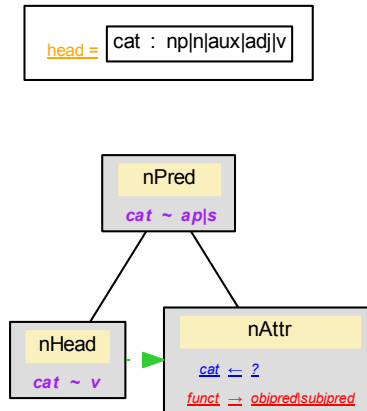 head = cat : np|n|aux|adj|v
nPred
cat ~ ap|s
nHead
cat ~ v
nAttr
cat ← ?
funct → objpred|subjpred